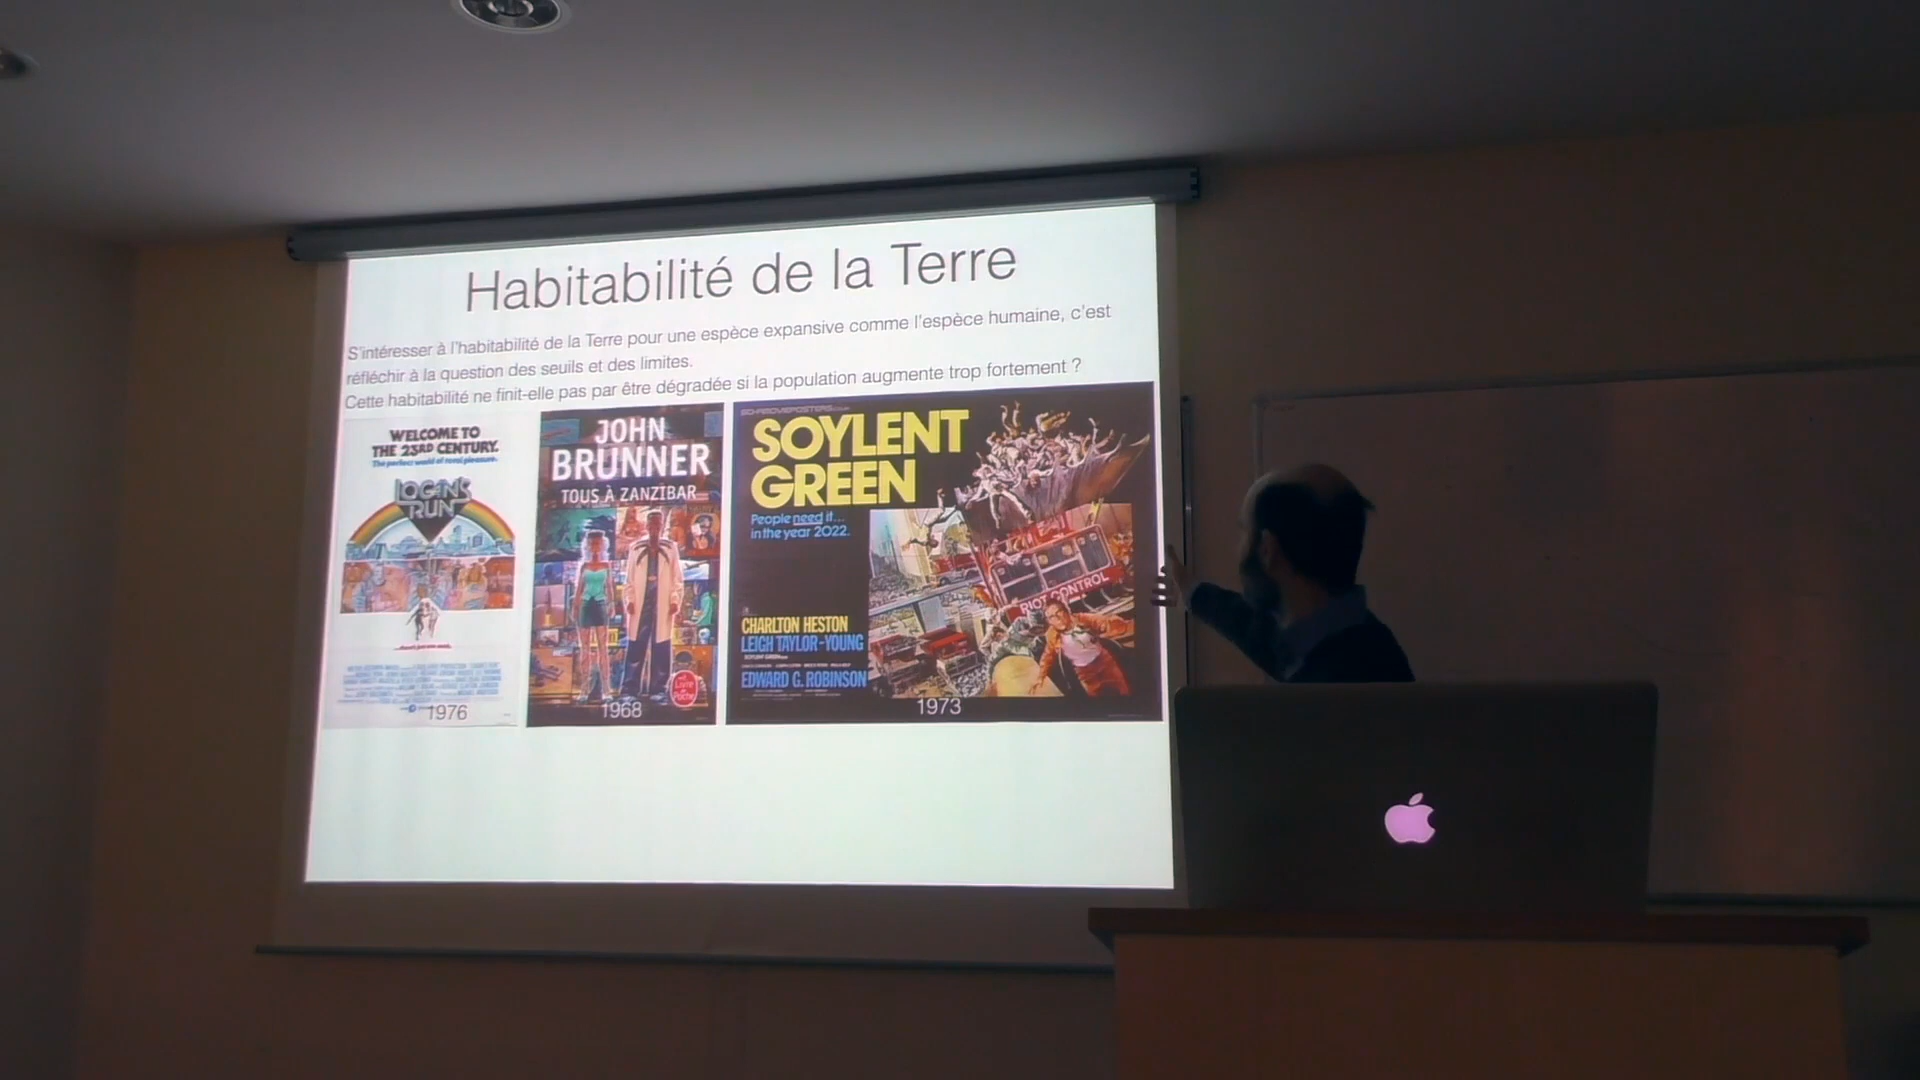 Habitabilité de la Terre
S'intéresser à l'habitabilité de la Terre pour une espèce expansive comme l'espèce humaine, c'est
réfléchir à la question des seuils et des limites.
Cette habitabilité ne finit-elle pas par être dégradée si la population augmente trop fortement ?
WELCOME TO
THE 23RD CENTURY.
The perfect world of total pleasure.
LOGAN'S
RUN
1976
JOHN
BRUNNER
TOUS À ZANZIBAR
Le
Livre
de
Poche
1968
SOYLENT
GREEN
People need it...
in the year 2022.
RIOT CONTROL
CHARLTON HESTON
LEIGH TAYLOR-YOUNG
EDWARD G. ROBINSON
1973